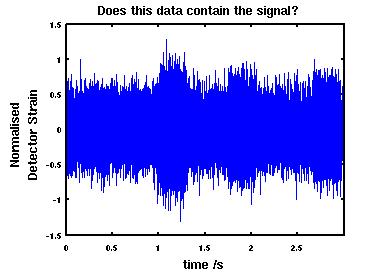 Does this data contain the signal?
1.5
1
0.5
0
-0.5
-1
-1.5
Normalised
Detector Strain
0 0.5 1 1.5 2 2.5
time /s